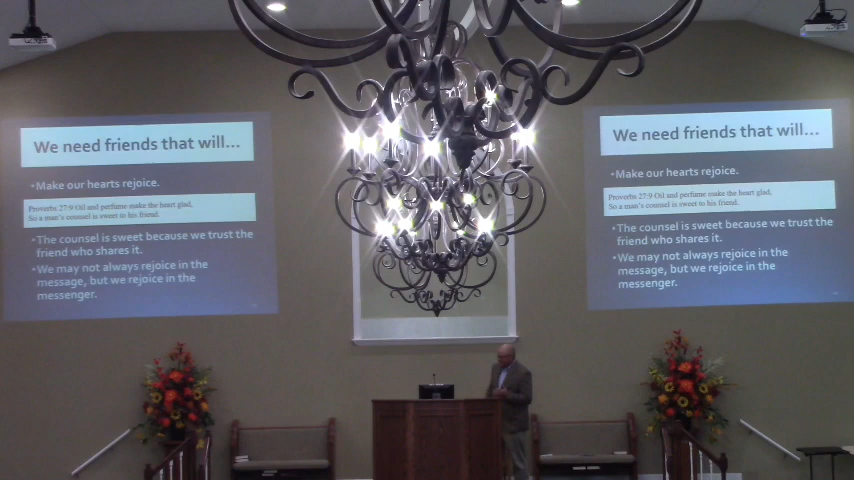 We need friends that will...
•Make our hearts rejoice.
Proverbs 27:9 Oil and perfume make the heart glad,
So a man's counsel is sweet to his friend.
•The counsel is sweet because we trust the
friend who shares it.
•We may not always rejoice in the
message, but we rejoice in the
messenger.
We need friends that will...
•Make our hearts rejoice.
Proverbs 27:9 Oil and perfume make the heart glad,
So a man's counsel is sweet to his friend.
•The counsel is sweet because we trust the
friend who shares it.
•We may not always rejoice in the
message, but we rejoice in the
messenger.